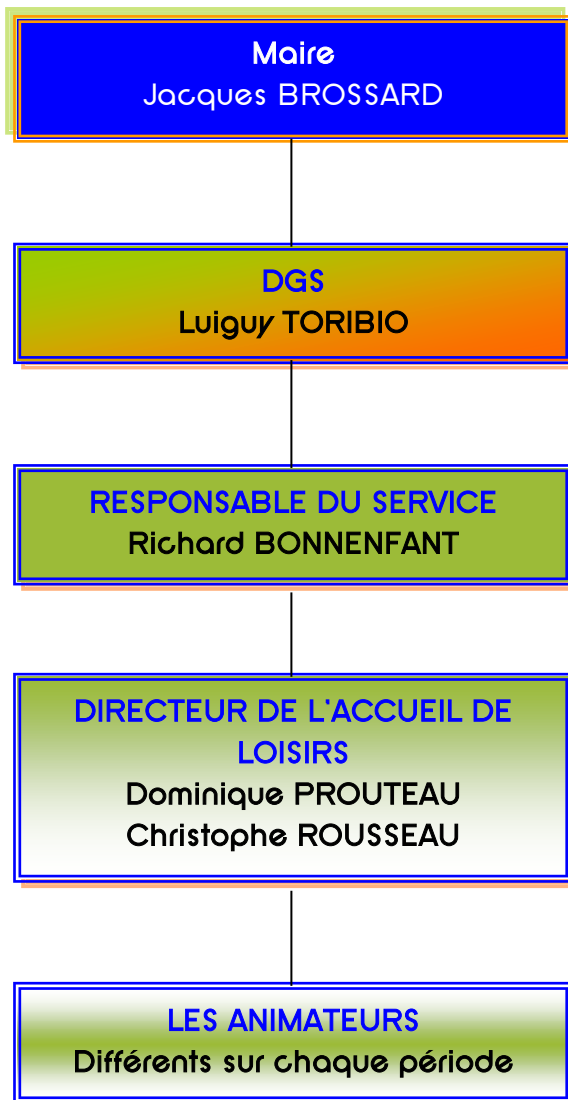 Maire
Jacques BROSSARD
DGS
Luiguy TORIBIO
RESPONSABLE DU SERVICE
Richard BONNENFANT
DIRECTEUR DE L'ACCUEIL DE
LOISIRS
Dominique PROUTEAU
Christophe ROUSSEAU
LES ANIMATEURS
Différents sur chaque période